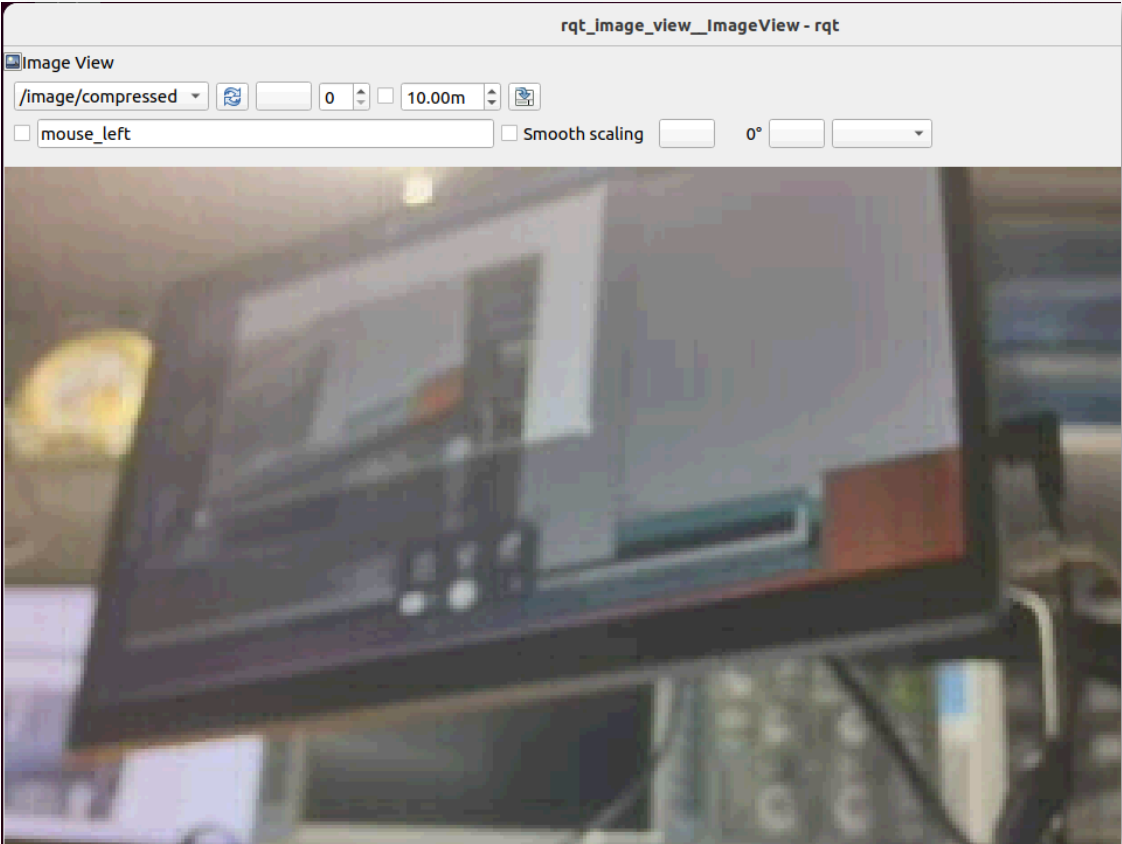 rqt_image_view__ImageView - rqt
Image View
/image/compressed 0 10.00m
mouse_left Smooth scaling 0°